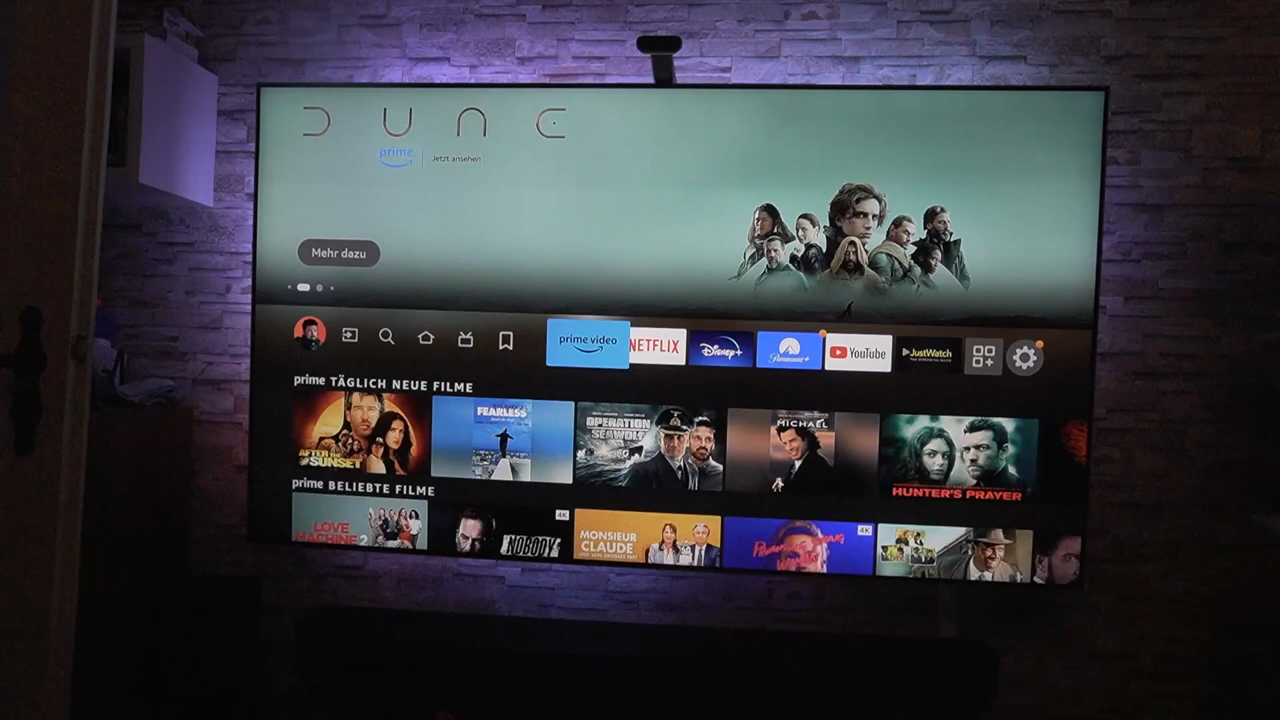 DUNE
prime Jetzt ansehen
Mehr dazu
prime video
NETFLIX
Disney+
Paramount+
YouTube
JustWatch
prime TÄGLICH NEUE FILME
AFTER THE SUNSET
FEARLESS
OPERATION SEAWOLF
MICHAEL
HUNTER'S PRAYER
prime BELIEBTE FILME
LOVE MACHINE 2
4K
NOBODY
MONSIEUR CLAUDE
4K